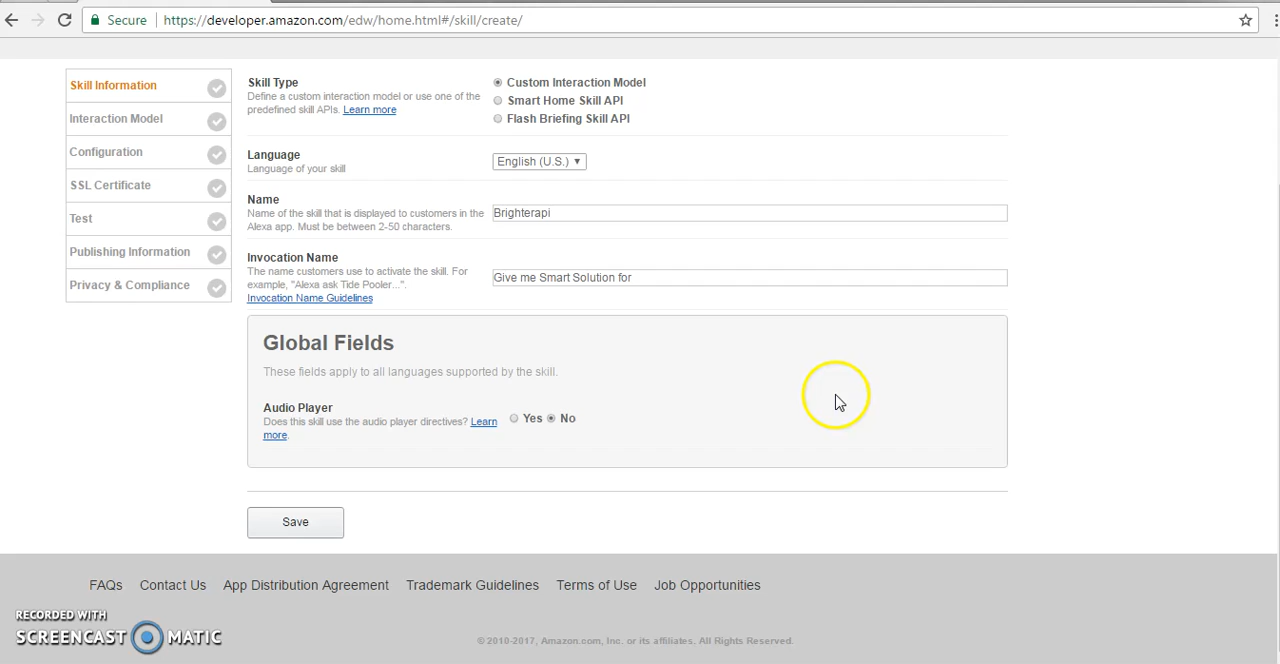 Secure https://developer.amazon.com/edw/home.html#/skill/create/
Skill Information
Interaction Model
Configuration
SSL Certificate
Test
Publishing Information
Privacy & Compliance
Skill Type
Define a custom interaction model or use one of the
predefined skill APIs. Learn more
Custom Interaction Model
Smart Home Skill API
Flash Briefing Skill API
Language
Language of your skill
English (U.S.)
Name
Name of the skill that is displayed to customers in the
Alexa app. Must be between 2-50 characters.
Brighterapi
Invocation Name
The name customers use to activate the skill. For
example, "Alexa ask Tide Pooler...".
Invocation Name Guidelines
Give me Smart Solution for
Global Fields
These fields apply to all languages supported by the skill.
Audio Player
Does this skill use the audio player directives? Learn
more.
Yes No
Save
FAQs Contact Us App Distribution Agreement Trademark Guidelines Terms of Use Job Opportunities
RECORDED WITH
SCREENCAST MATIC
© 2010-2017, Amazon.com, Inc. or its affiliates. All Rights Reserved.